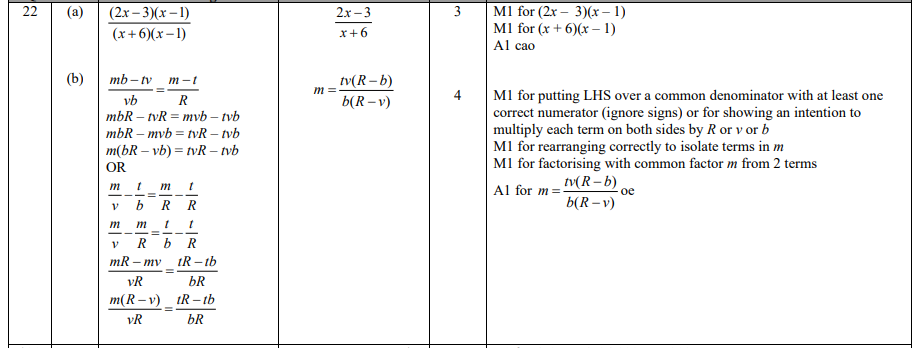 22 (a) (2x – 3)(x – 1) / (x + 6)(x – 1)
2x – 3 / x + 6
3
M1 for (2x – 3)(x – 1)
M1 for (x + 6)(x – 1)
A1 cao
(b) mb – tv / vb = m – t / R
mbR – tvR = mvb – tvb
mbR – mvb = tvR – tvb
m(bR – vb) = tvR – tvb
OR
m/v – t/b = m/R – t/R
m/v – m/R = t/b – t/R
mR – mv / vR = tR – tb / bR
m(R – v) / vR = tR – tb / bR
m = tv(R – b) / b(R – v)
4
M1 for putting LHS over a common denominator with at least one
correct numerator (ignore signs) or for showing an intention to
multiply each term on both sides by R or v or b
M1 for rearranging correctly to isolate terms in m
M1 for factorising with common factor m from 2 terms
A1 for m = tv(R – b) / b(R – v) oe